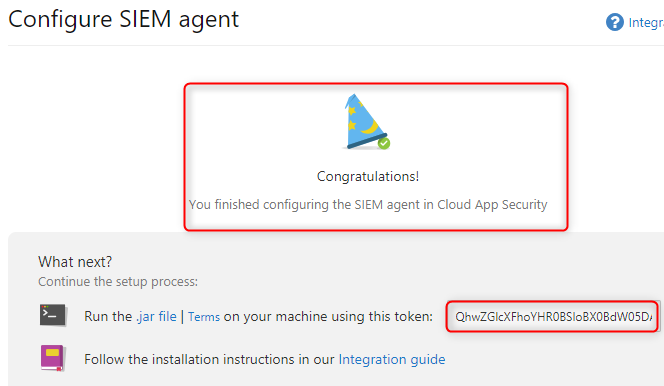 Configure SIEM agent
Integra
Congratulations!
You finished configuring the SIEM agent in Cloud App Security
What next?
Continue the setup process:
Run the .jar file | Terms on your machine using this token:
Follow the installation instructions in our Integration guide